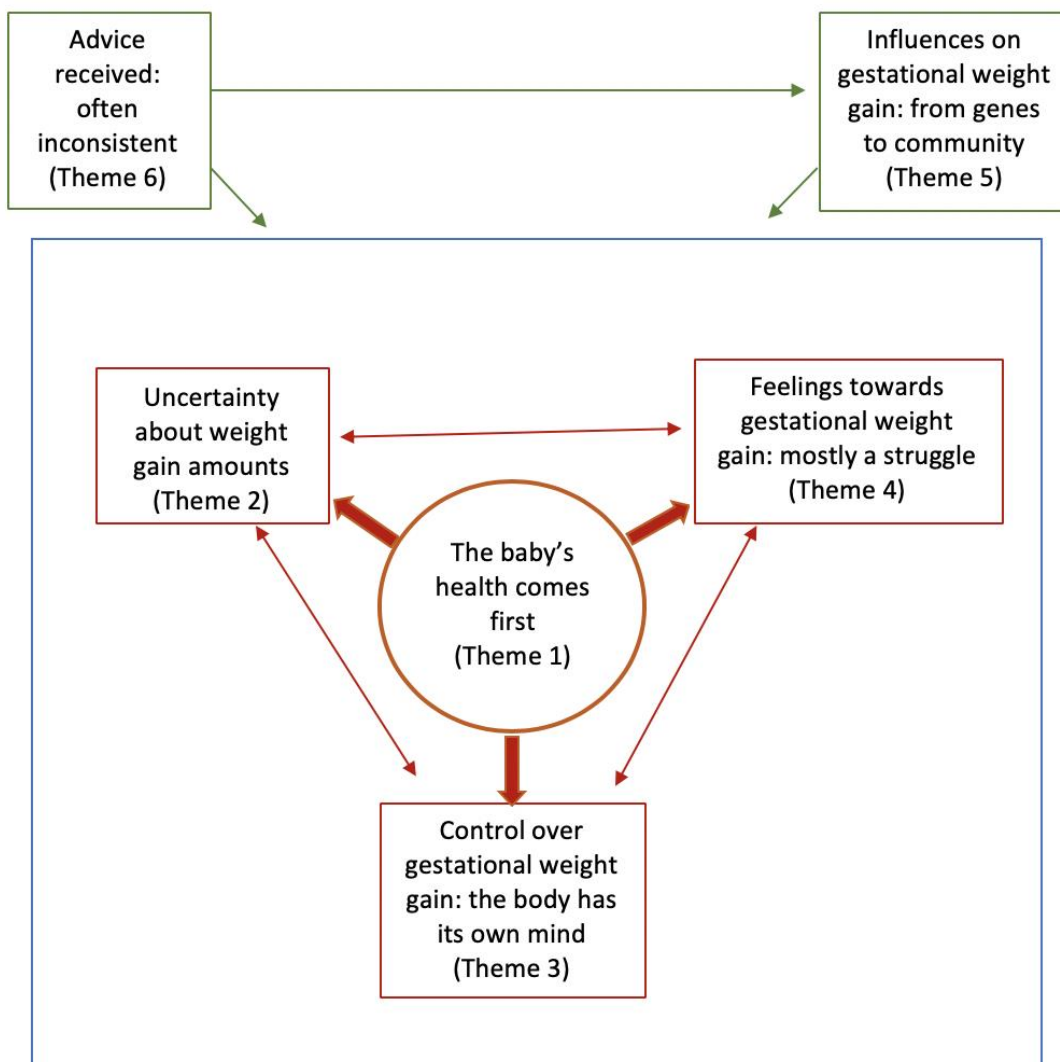 Advice
received:
often
inconsistent
(Theme 6)
Influences on
gestational weight
gain: from genes
to community
(Theme 5)
Uncertainty
about weight
gain amounts
(Theme 2)
Feelings towards
gestational weight
gain: mostly a struggle
(Theme 4)
The baby’s
health comes
first
(Theme 1)
Control over
gestational weight
gain: the body has
its own mind
(Theme 3)